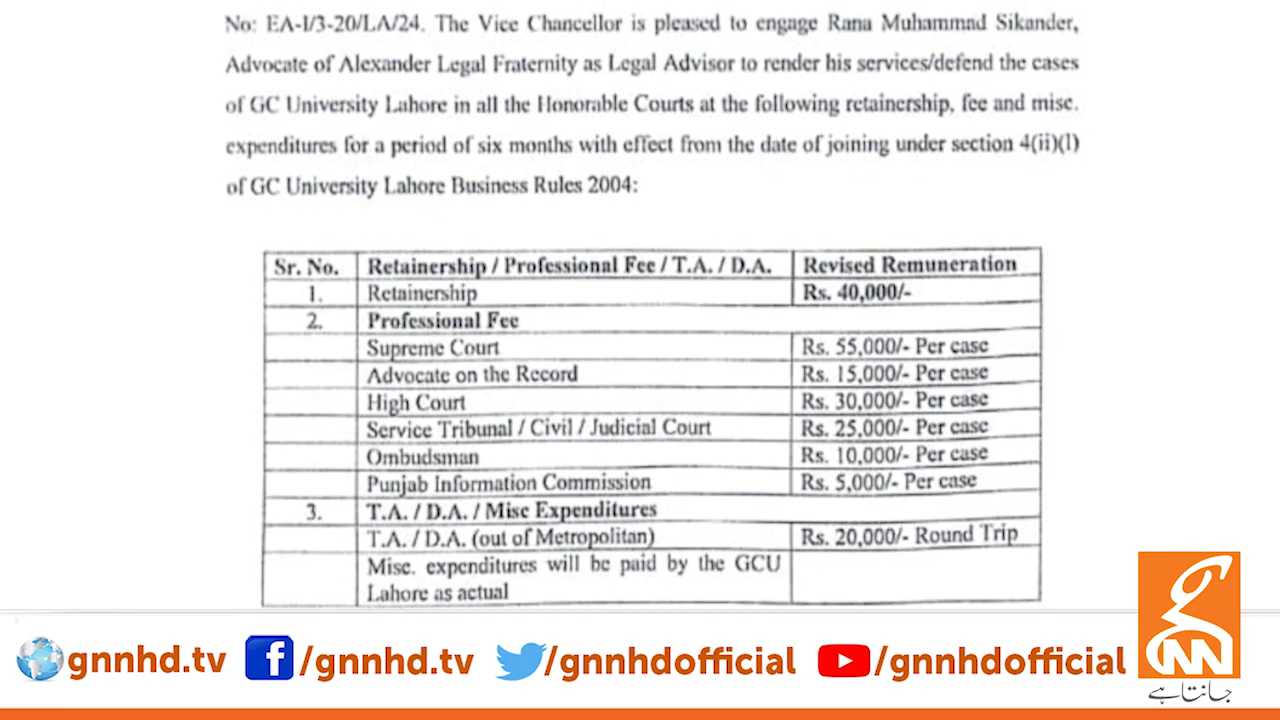 No: EA-I/3-20/LA/24. The Vice Chancellor is pleased to engage Rana Muhammad Sikander,
Advocate of Alexander Legal Fraternity as Legal Advisor to render his services/defend the cases
of GC University Lahore in all the Honorable Courts at the following retainership, fee and misc.
expenditures for a period of six months with effect from the date of joining under section 4(ii)(l)
of GC University Lahore Business Rules 2004:
Sr. No. Retainership / Professional Fee / T.A. / D.A. Revised Remuneration
1. Retainership Rs. 40,000/-
2. Professional Fee
Supreme Court Rs. 55,000/- Per case
Advocate on the Record Rs. 15,000/- Per case
High Court Rs. 30,000/- Per case
Service Tribunal / Civil / Judicial Court Rs. 25,000/- Per case
Ombudsman Rs. 10,000/- Per case
Punjab Information Commission Rs. 5,000/- Per case
3. T.A. / D.A. / Misc Expenditures
T.A. / D.A. (out of Metropolitan) Rs. 20,000/- Round Trip
Misc. expenditures will be paid by the GCU
Lahore as actual
gnnhd.tv /gnnhd.tv /gnnhdofficial /gnnhdofficial
GNN
جانتا ہے